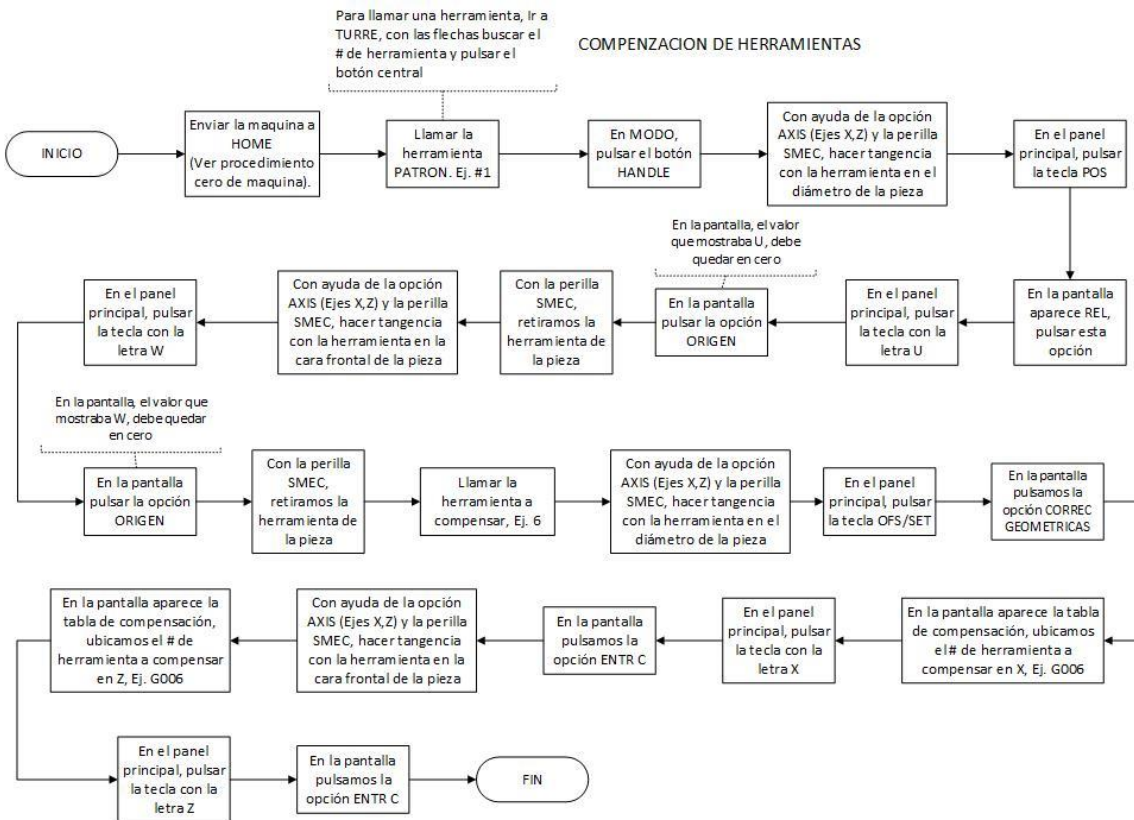 Para llamar una herramienta, Ir a
TURRE, con las flechas buscar el
# de herramienta y pulsar el
botón central
COMPENZACION DE HERRAMIENTAS
INICIO
Enviar la maquina a
HOME
(Ver procedimiento
cero de maquina).
Llamar la
herramienta
PATRON. Ej. #1
En MODO,
pulsar el botón
HANDLE
Con ayuda de la opción
AXIS (Ejes X,Z) y la perilla
SMEC, hacer tangencia
con la herramienta en el
diámetro de la pieza
En el panel
principal, pulsar
la tecla POS
En la pantalla
aparece REL,
pulsar esta
opción
En el panel
principal, pulsar
la tecla con la
letra U
En la pantalla, el valor
que mostraba U, debe
quedar en cero
En la pantalla
pulsar la opción
ORIGEN
Con la perilla
SMEC,
retiramos la
herramienta de
la pieza
Con ayuda de la opción
AXIS (Ejes X,Z) y la perilla
SMEC, hacer tangencia
con la herramienta en la
cara frontal de la pieza
En el panel
principal, pulsar
la tecla con la
letra W
En la pantalla, el valor que
mostraba W, debe quedar
en cero
En la pantalla
pulsar la opción
ORIGEN
Con la perilla
SMEC,
retiramos la
herramienta de
la pieza
Llamar la
herramienta a
compensar, Ej. 6
Con ayuda de la opción
AXIS (Ejes X,Z) y la perilla
SMEC, hacer tangencia
con la herramienta en el
diámetro de la pieza
En el panel
principal, pulsar
la tecla OFS/SET
En la pantalla
pulsamos la
opción CORREC
GEOMETRICAS
En la pantalla aparece la tabla
de compensación, ubicamos
el # de herramienta a
compensar en X, Ej. G006
En el panel
principal, pulsar
la tecla con la
letra X
En la pantalla
pulsamos la
opción ENTR C
Con ayuda de la opción
AXIS (Ejes X,Z) y la perilla
SMEC, hacer tangencia
con la herramienta en la
cara frontal de la pieza
En la pantalla aparece la
tabla de compensación,
ubicamos el # de
herramienta a compensar
en Z, Ej. G006
En el panel
principal, pulsar
la tecla con la
letra Z
En la pantalla
pulsamos la
opción ENTR C
FIN